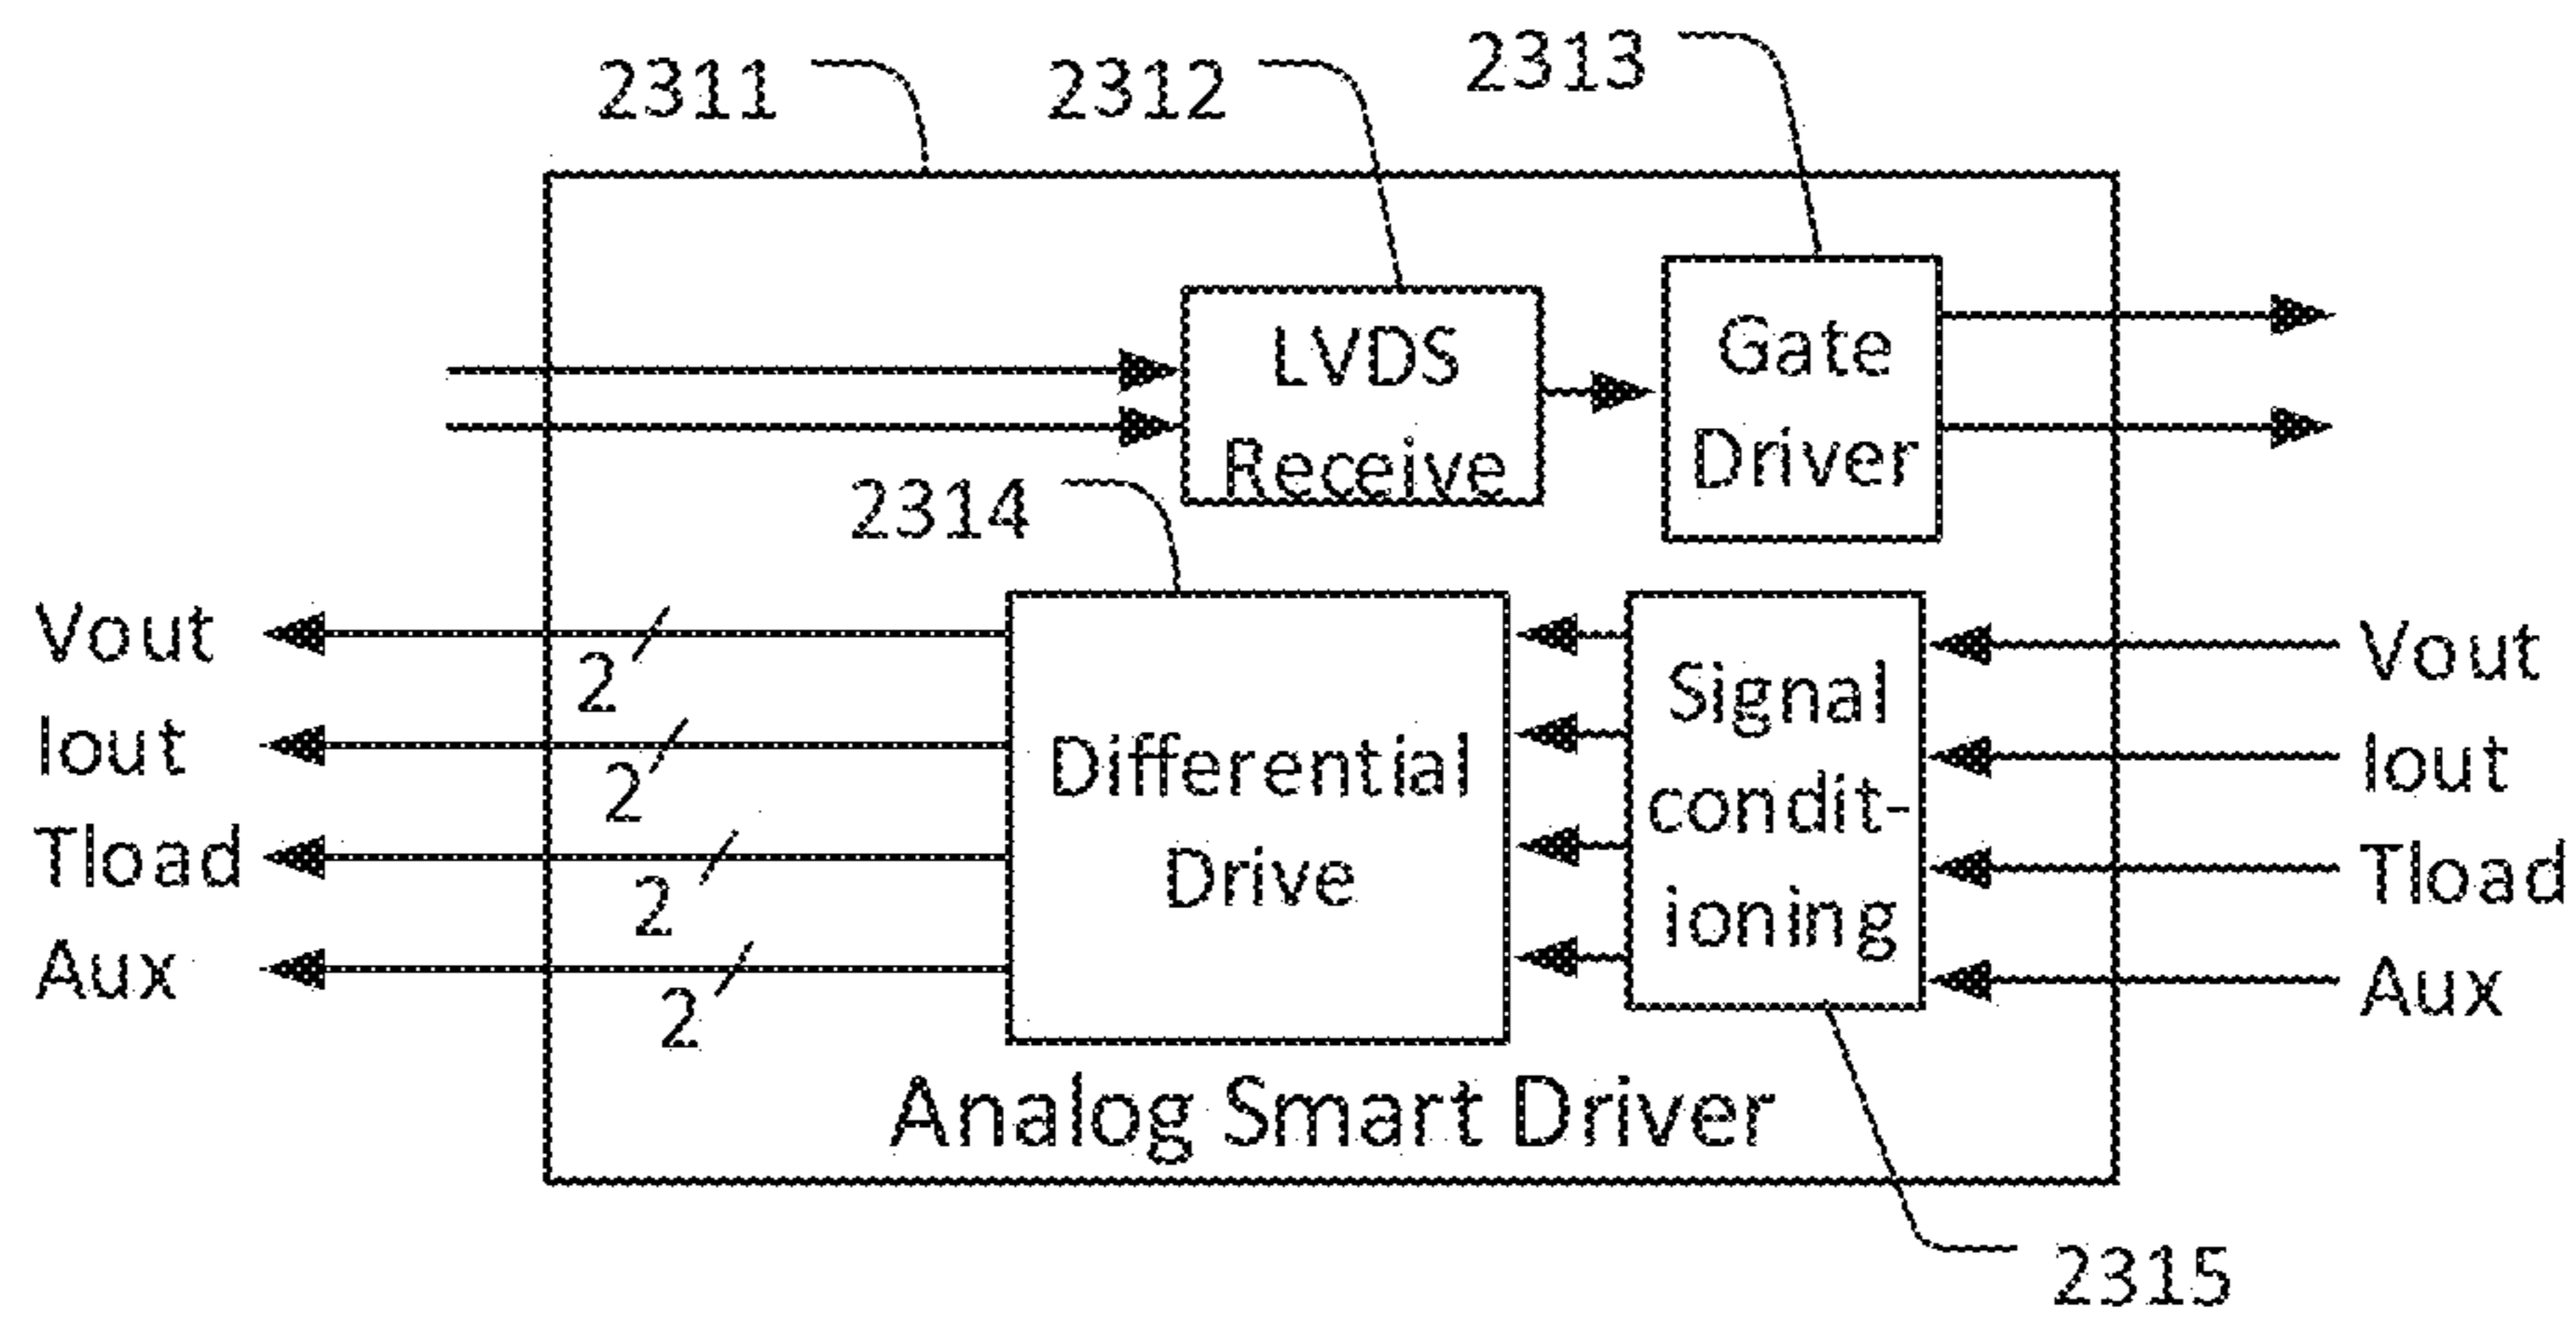 2311
2312
2313
LVDS
Receive
Gate
Driver
2314
Vout
Iout
Tload
Aux
2
2
2
2
Differential
Drive
Signal
condit-
ioning
Vout
Iout
Tload
Aux
Analog Smart Driver
2315